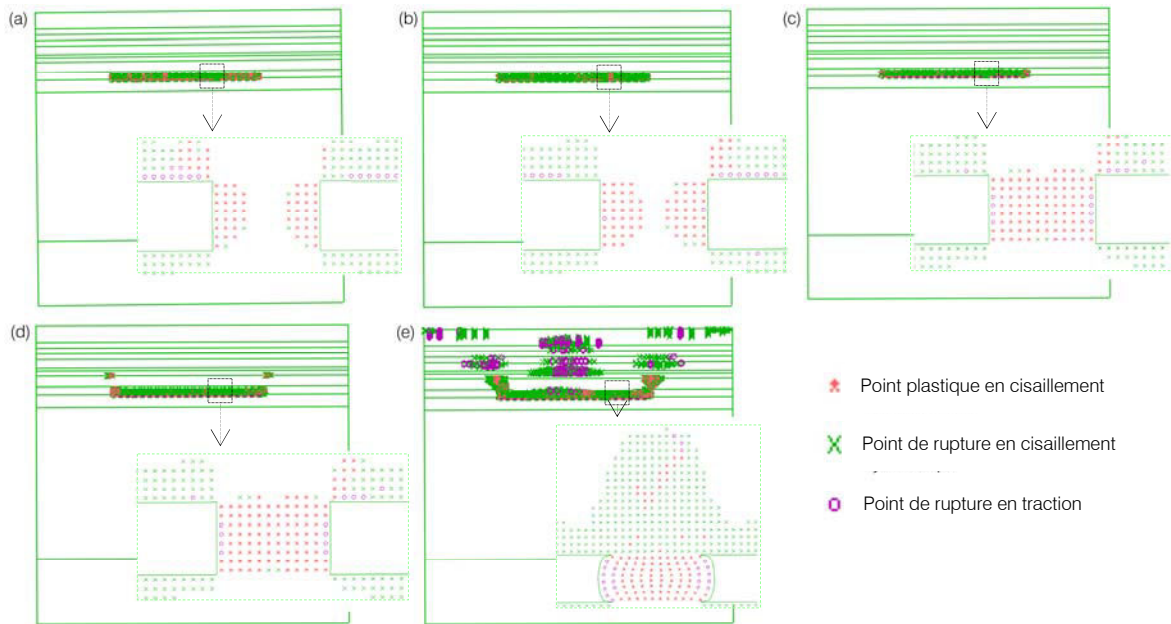 (a)
(b)
(c)
(d)
(e)
Point plastique en cisaillement
Point de rupture en cisaillement
Point de rupture en traction